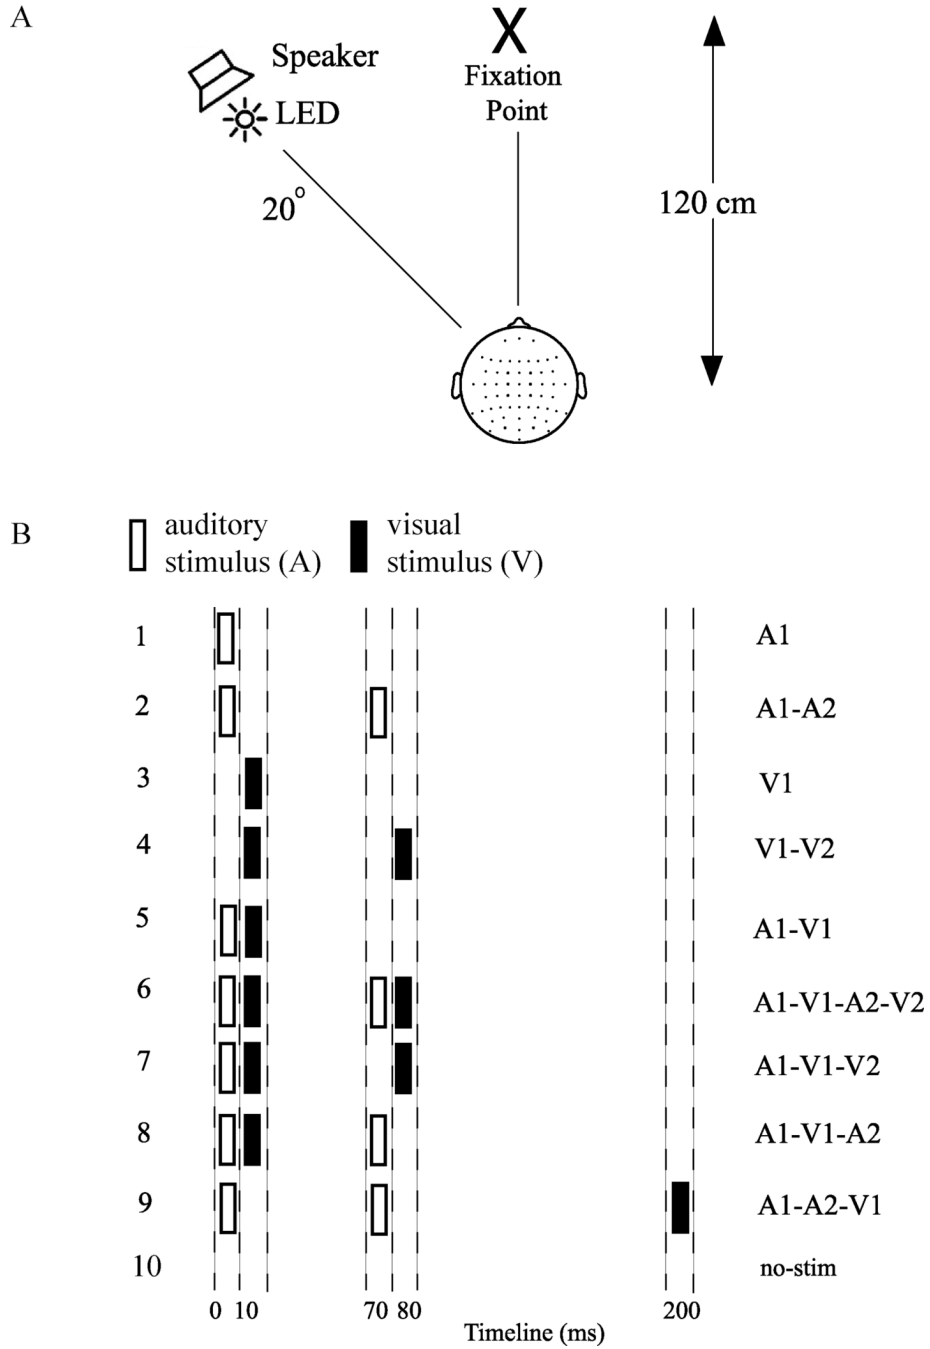 A
Speaker
LED
X
Fixation
Point
20°
120 cm
B
auditory
stimulus (A)
visual
stimulus (V)
1 A1
2 A1-A2
3 V1
4 V1-V2
5 A1-V1
6 A1-V1-A2-V2
7 A1-V1-V2
8 A1-V1-A2
9 A1-A2-V1
10 no-stim
0 10 70 80 200
Timeline (ms)